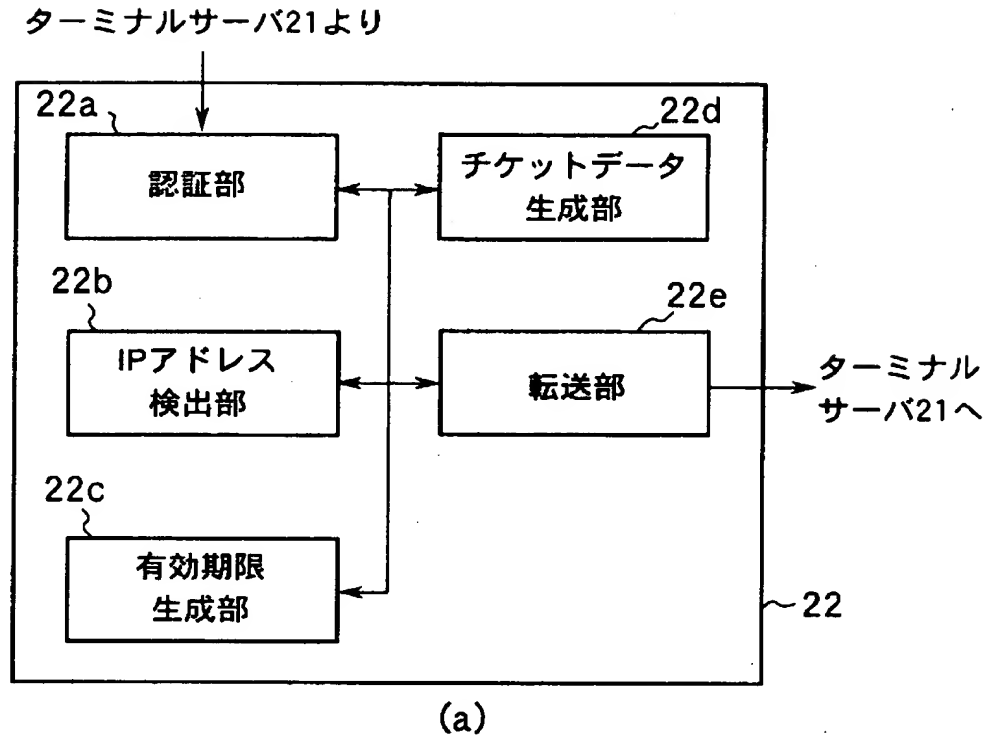 ターミナルサーバ21より
22a
認証部
22d
チケットデータ
生成部
22b
IPアドレス
検出部
22e
転送部
ターミナル
サーバ21へ
22c
有効期限
生成部
22
(a)